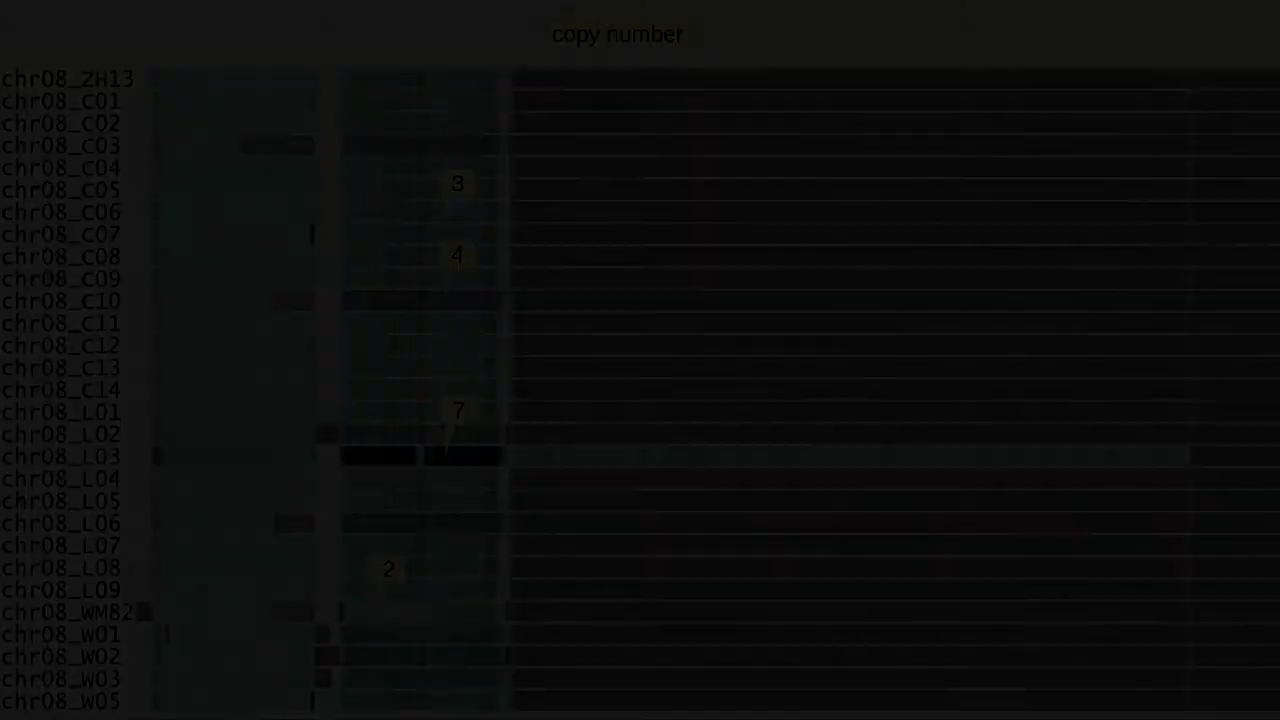 copy number
chr08_ZH13
chr08_C01
chr08_C02
chr08_C03
chr08_C04
3
chr08_C05
chr08_C06
chr08_C07
4
chr08_C08
chr08_C09
chr08_C10
chr08_C11
chr08_C12
chr08_C13
chr08_C14
7
chr08_L01
chr08_L02
chr08_L03
chr08_L04
chr08_L05
chr08_L06
chr08_L07
2
chr08_L08
chr08_L09
chr08_WM82
chr08_W01
chr08_W02
chr08_W03
chr08_W05